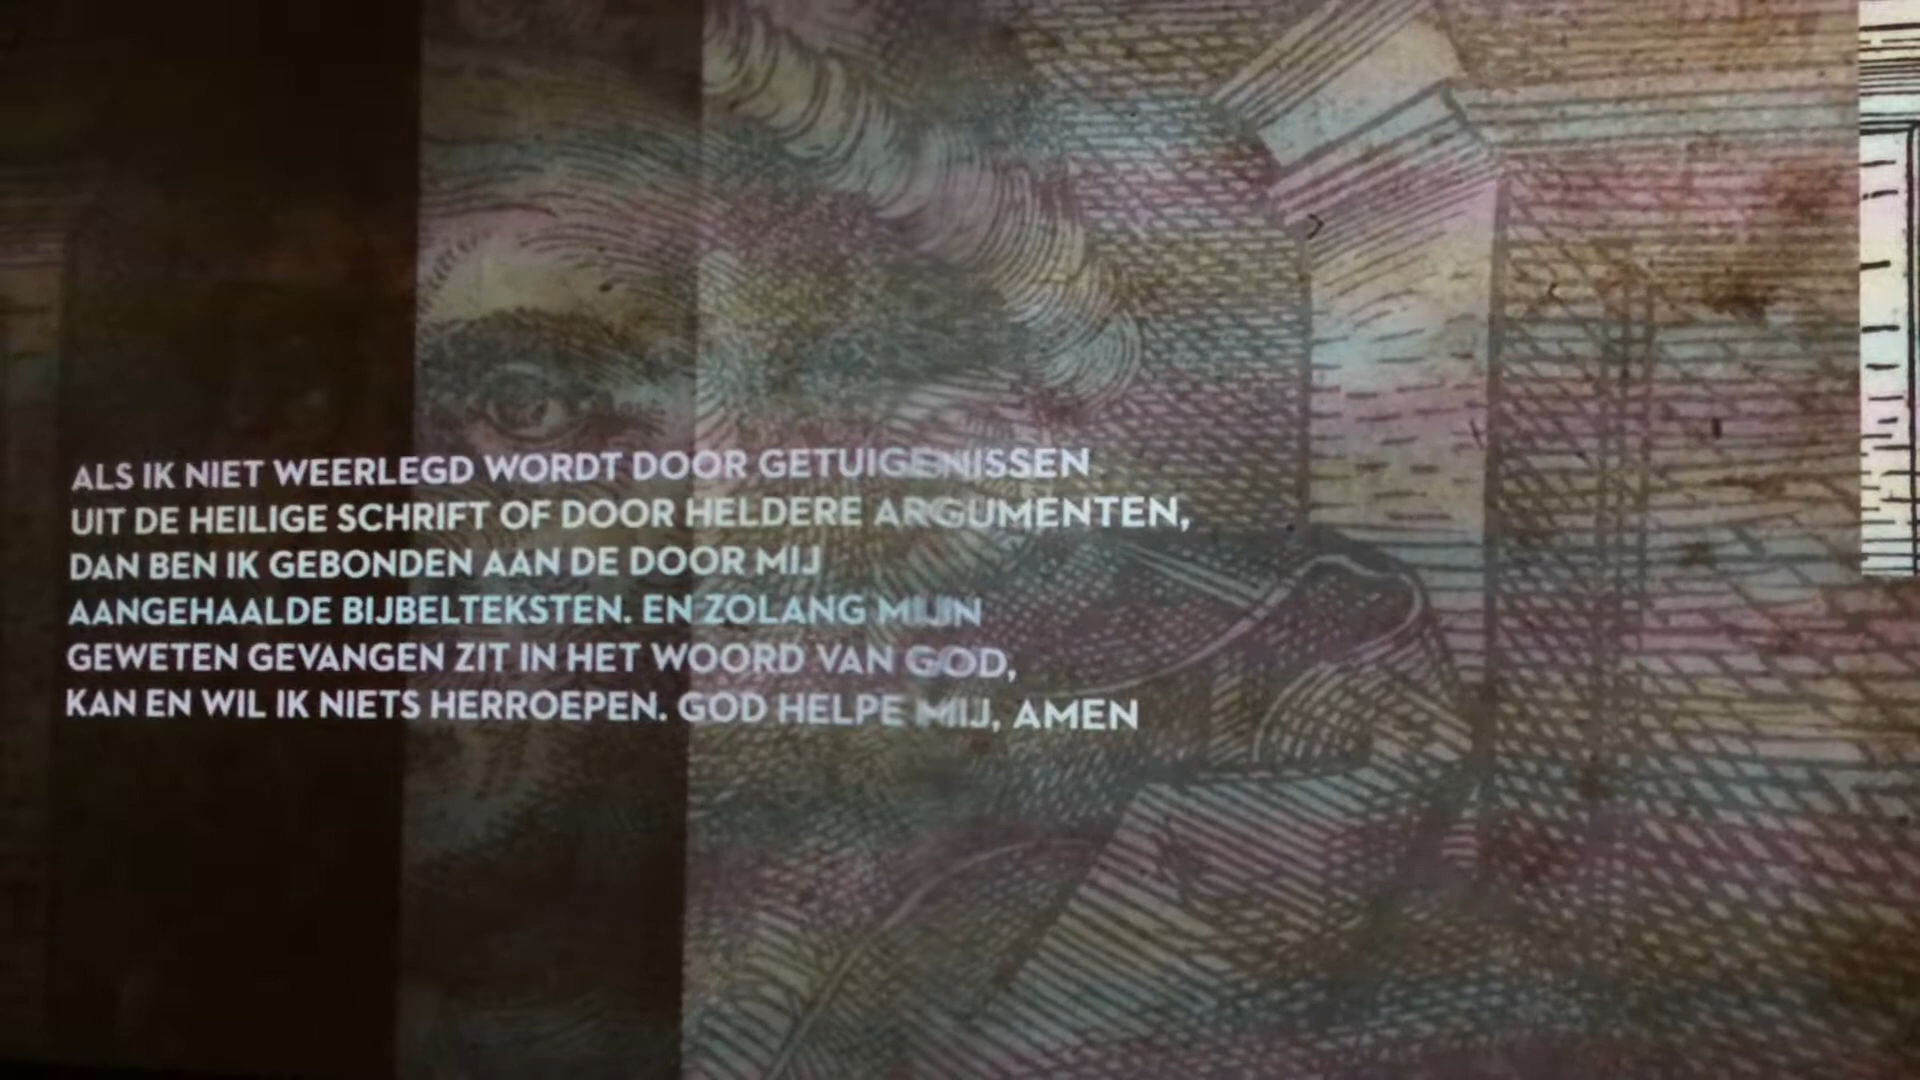 ALS IK NIET WEERLEGD WORDT DOOR GETUIGENISSEN
UIT DE HEILIGE SCHRIFT OF DOOR HELDERE ARGUMENTEN,
DAN BEN IK GEBONDEN AAN DE DOOR MIJ
AANGEHAALDE BIJBELTEKSTEN. EN ZOLANG MIJN
GEWETEN GEVANGEN ZIT IN HET WOORD VAN GOD,
KAN EN WIL IK NIETS HERROEPEN. GOD HELPE MIJ, AMEN